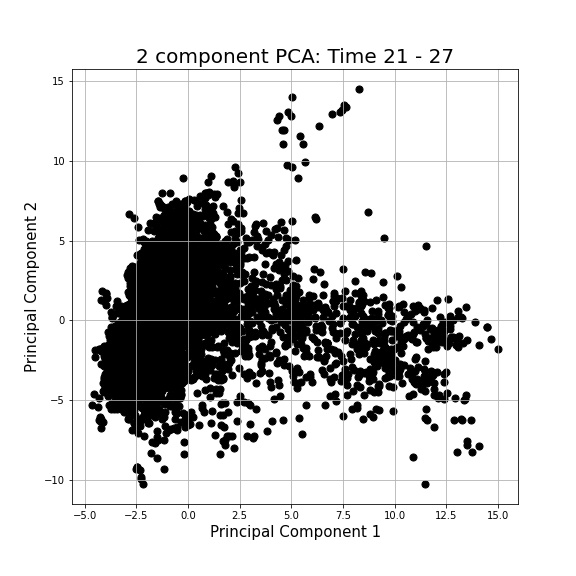 2 component PCA: Time 21 - 27
15
10
5
0
−5
−10
Principal Component 2
−5.0 −2.5 0.0 2.5 5.0 7.5 10.0 12.5 15.0
Principal Component 1